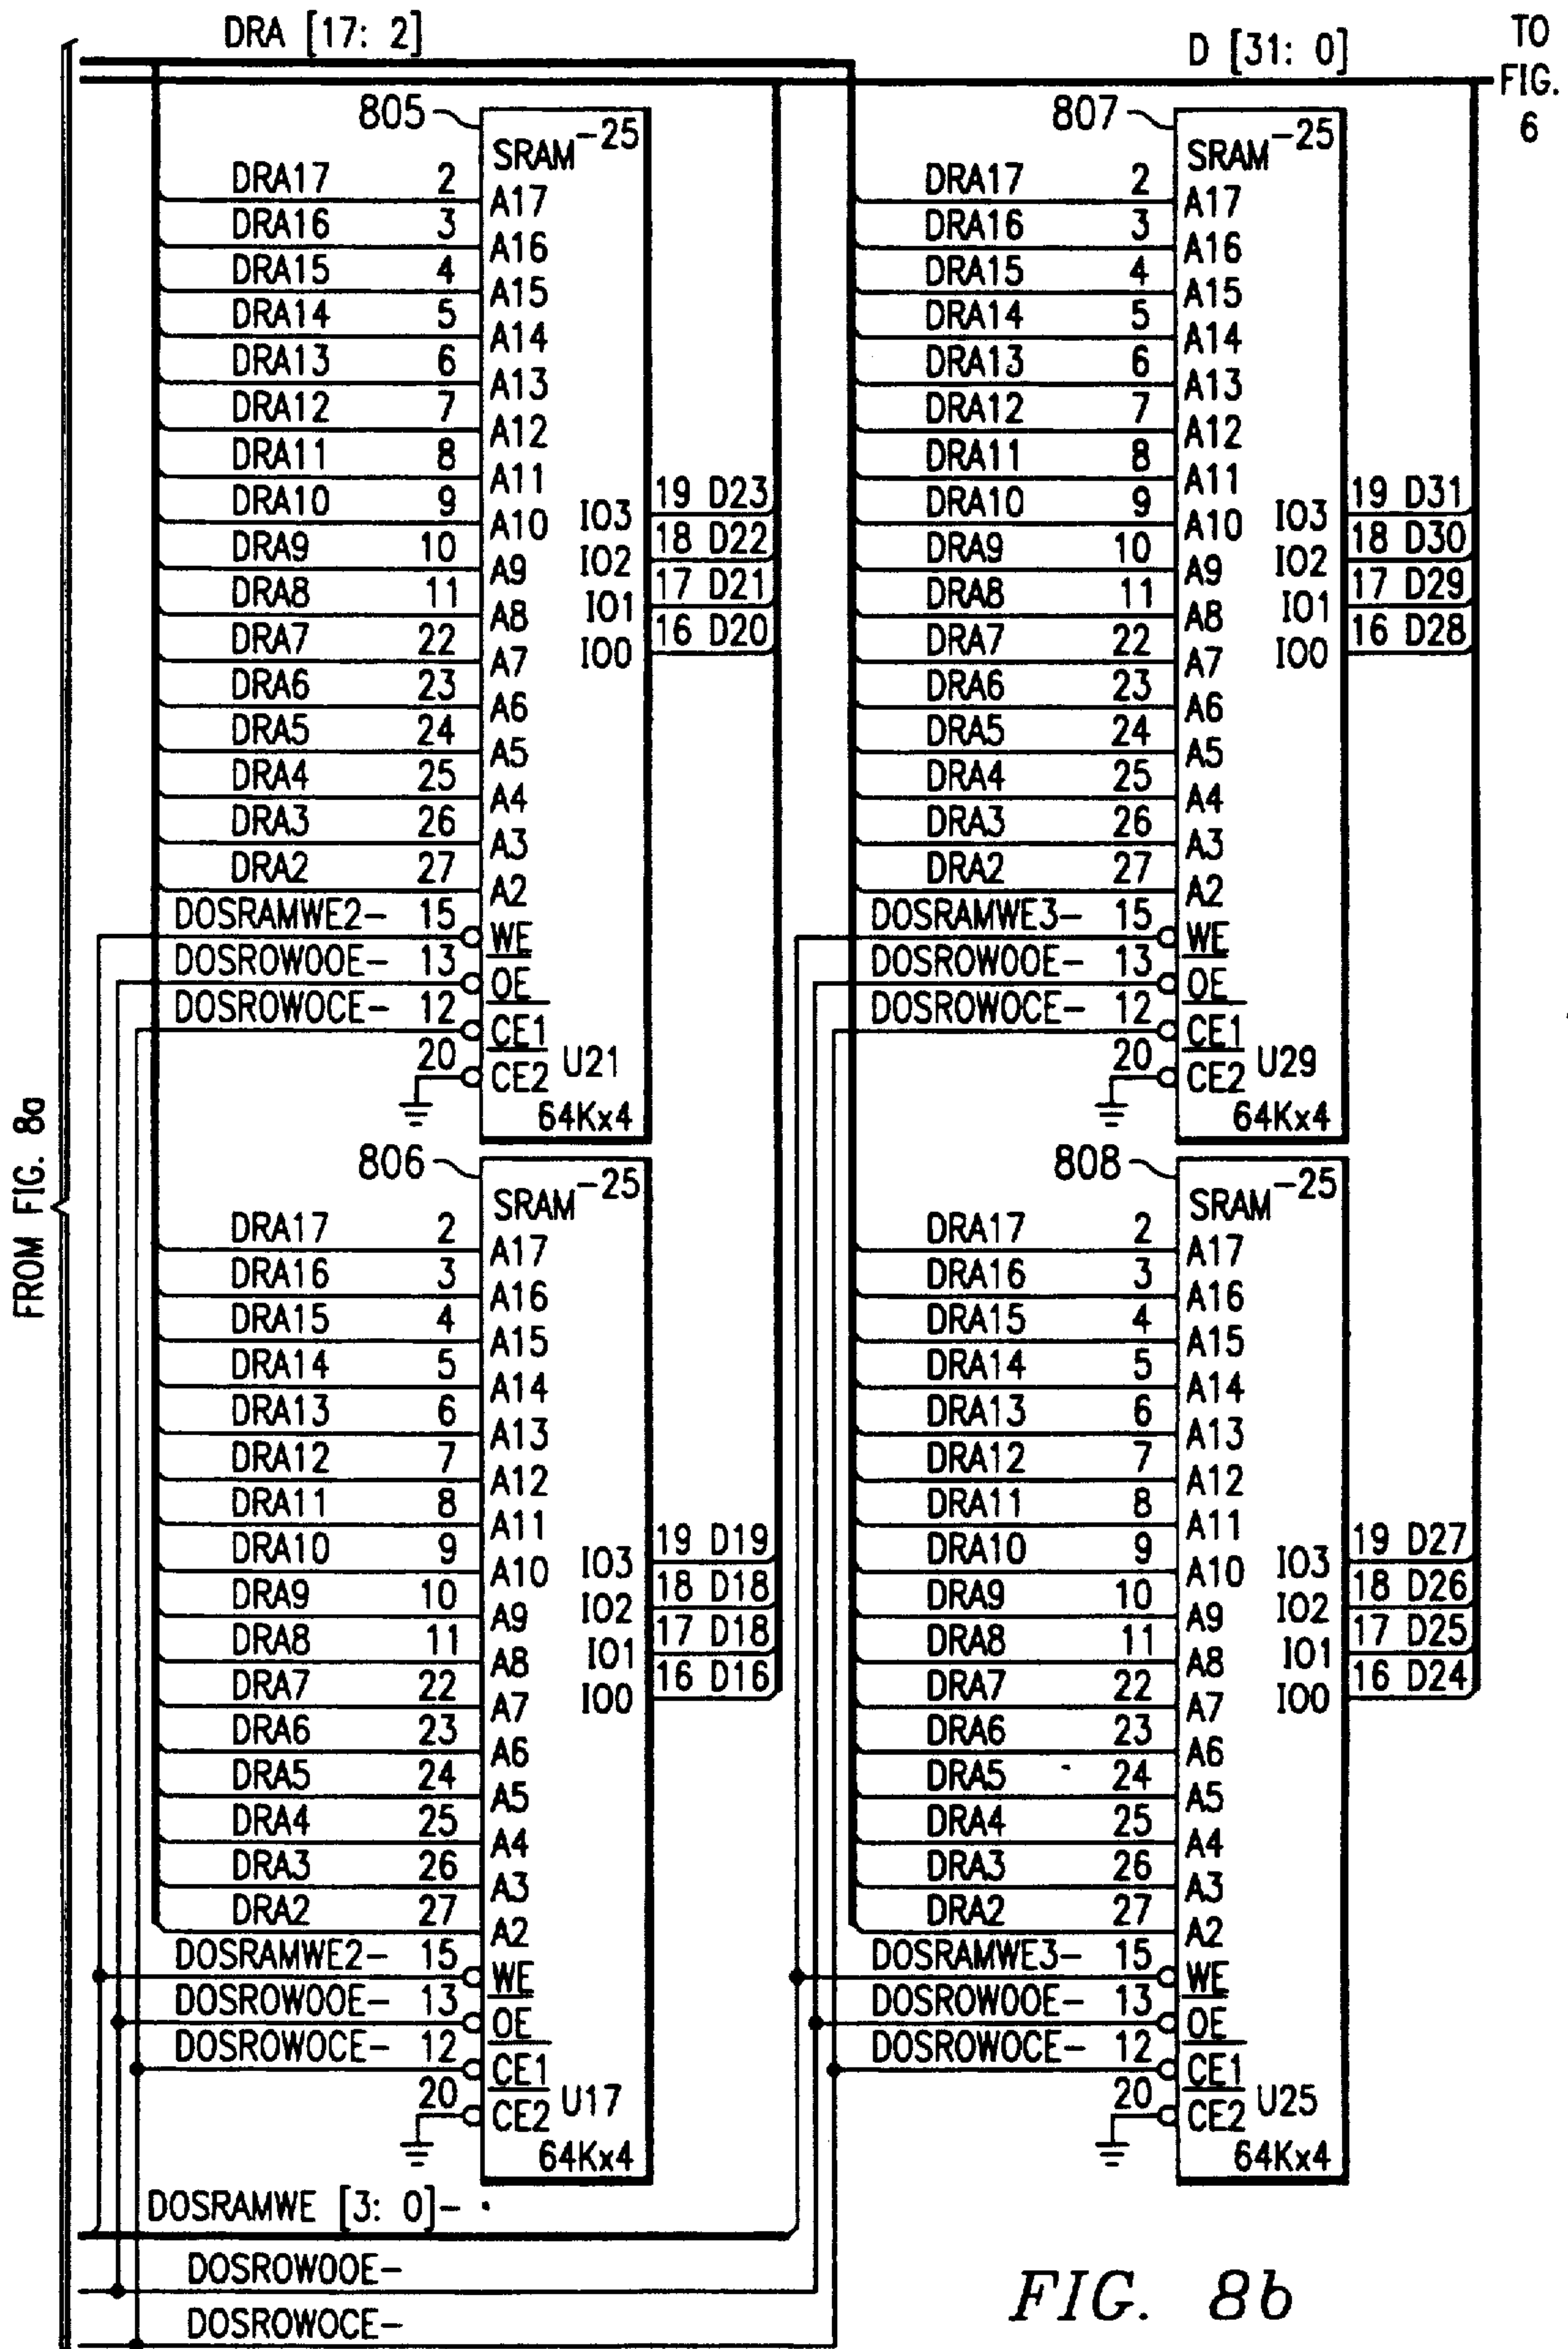 DRA [17: 2]
D [31: 0]
TO
FIG.
6
FROM FIG. 8a
805
SRAM -25
DRA17 2 A17
DRA16 3 A16
DRA15 4 A15
DRA14 5 A14
DRA13 6 A13
DRA12 7 A12
DRA11 8 A11
DRA10 9 A10
DRA9 10 A9
DRA8 11 A8
DRA7 22 A7
DRA6 23 A6
DRA5 24 A5
DRA4 25 A4
DRA3 26 A3
DRA2 27 A2
DOSRAMWE2- 15 WE
DOSROWOOE- 13 OE
DOSROWOCE- 12 CE1
20 CE2
U21
64Kx4
IO3 19 D23
IO2 18 D22
IO1 17 D21
IO0 16 D20
807
SRAM -25
DRA17 2 A17
DRA16 3 A16
DRA15 4 A15
DRA14 5 A14
DRA13 6 A13
DRA12 7 A12
DRA11 8 A11
DRA10 9 A10
DRA9 10 A9
DRA8 11 A8
DRA7 22 A7
DRA6 23 A6
DRA5 24 A5
DRA4 25 A4
DRA3 26 A3
DRA2 27 A2
DOSRAMWE3- 15 WE
DOSROWOOE- 13 OE
DOSROWOCE- 12 CE1
20 CE2
U29
64Kx4
IO3 19 D31
IO2 18 D30
IO1 17 D29
IO0 16 D28
806
SRAM -25
DRA17 2 A17
DRA16 3 A16
DRA15 4 A15
DRA14 5 A14
DRA13 6 A13
DRA12 7 A12
DRA11 8 A11
DRA10 9 A10
DRA9 10 A9
DRA8 11 A8
DRA7 22 A7
DRA6 23 A6
DRA5 24 A5
DRA4 25 A4
DRA3 26 A3
DRA2 27 A2
DOSRAMWE2- 15 WE
DOSROWOOE- 13 OE
DOSROWOCE- 12 CE1
20 CE2
U17
64Kx4
IO3 19 D19
IO2 18 D18
IO1 17 D18
IO0 16 D16
808
SRAM -25
DRA17 2 A17
DRA16 3 A16
DRA15 4 A15
DRA14 5 A14
DRA13 6 A13
DRA12 7 A12
DRA11 8 A11
DRA10 9 A10
DRA9 10 A9
DRA8 11 A8
DRA7 22 A7
DRA6 23 A6
DRA5 24 A5
DRA4 25 A4
DRA3 26 A3
DRA2 27 A2
DOSRAMWE3- 15 WE
DOSROWOOE- 13 OE
DOSROWOCE- 12 CE1
20 CE2
U25
64Kx4
IO3 19 D27
IO2 18 D26
IO1 17 D25
IO0 16 D24
DOSRAMWE [3: 0]-
DOSROWOOE-
DOSROWOCE-
FIG. 8b